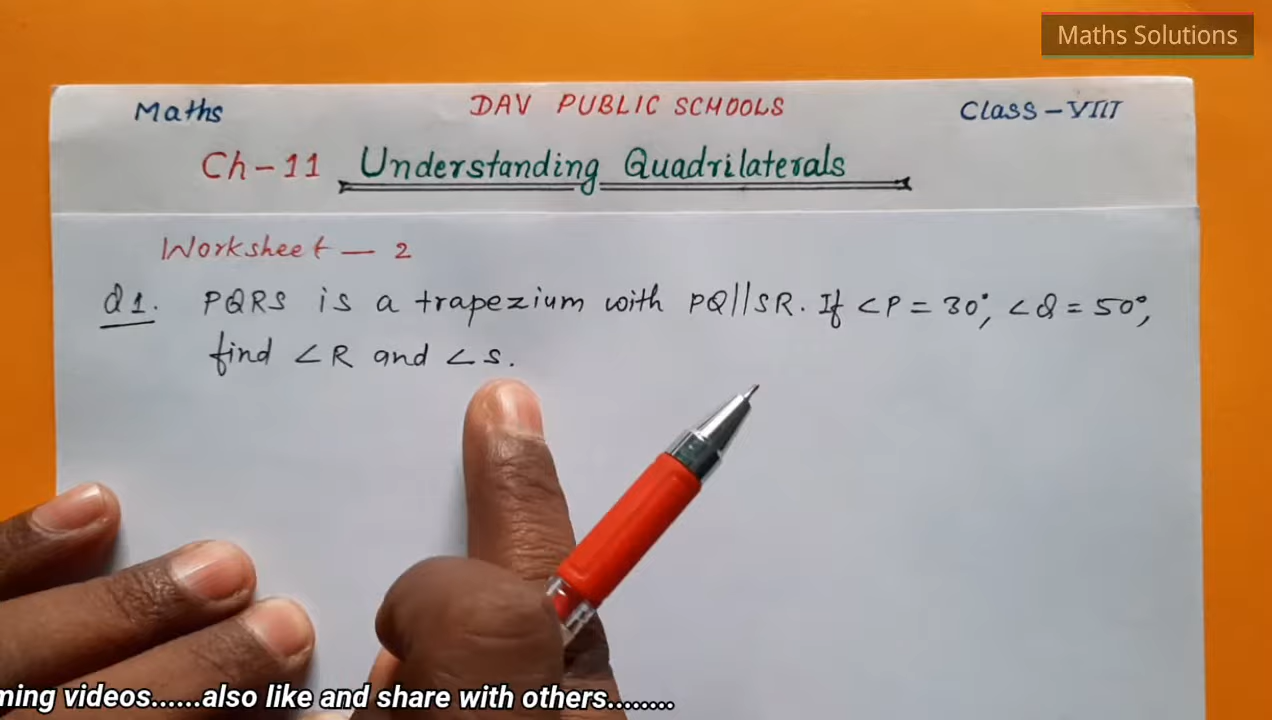 Maths Solutions
Maths DAV PUBLIC SCHOOLS Class-VIII
Ch-11 Understanding Quadrilaterals
Worksheet - 2
Q1. PQRS is a trapezium with PQ||SR. If ∠P = 30°, ∠Q = 50°,
find ∠R and ∠S.
ming videos......also like and share with others........